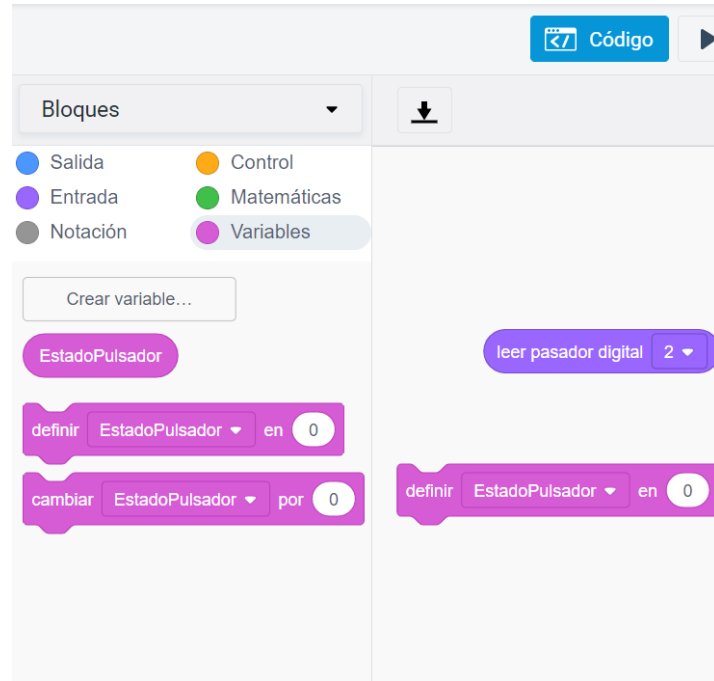 Código
Bloques
Salida
Control
Entrada
Matemáticas
Notación
Variables
Crear variable...
EstadoPulsador
definir EstadoPulsador en 0
cambiar EstadoPulsador por 0
leer pasador digital 2
definir EstadoPulsador en 0